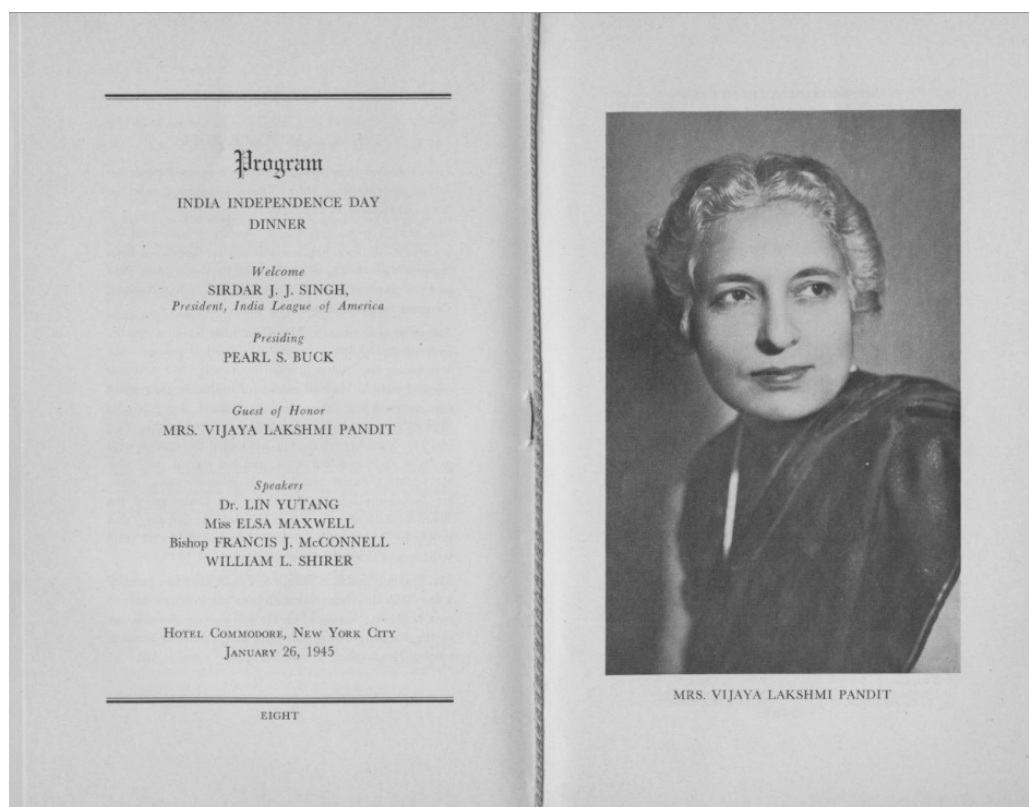 Program
INDIA INDEPENDENCE DAY
DINNER
Welcome
SIRDAR J. J. SINGH,
President, India League of America
Presiding
PEARL S. BUCK
Guest of Honor
MRS. VIJAYA LAKSHMI PANDIT
Speakers
Dr. LIN YUTANG
Miss ELSA MAXWELL
Bishop FRANCIS J. McCONNELL
WILLIAM L. SHIRER
HOTEL COMMODORE, NEW YORK CITY
JANUARY 26, 1945
EIGHT
MRS. VIJAYA LAKSHMI PANDIT